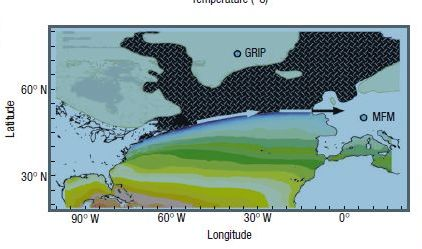 Temperature (°C)
GRIP
60° N
MFM
Latitude
30° N
90° W
60° W
30° W
0°
Longitude